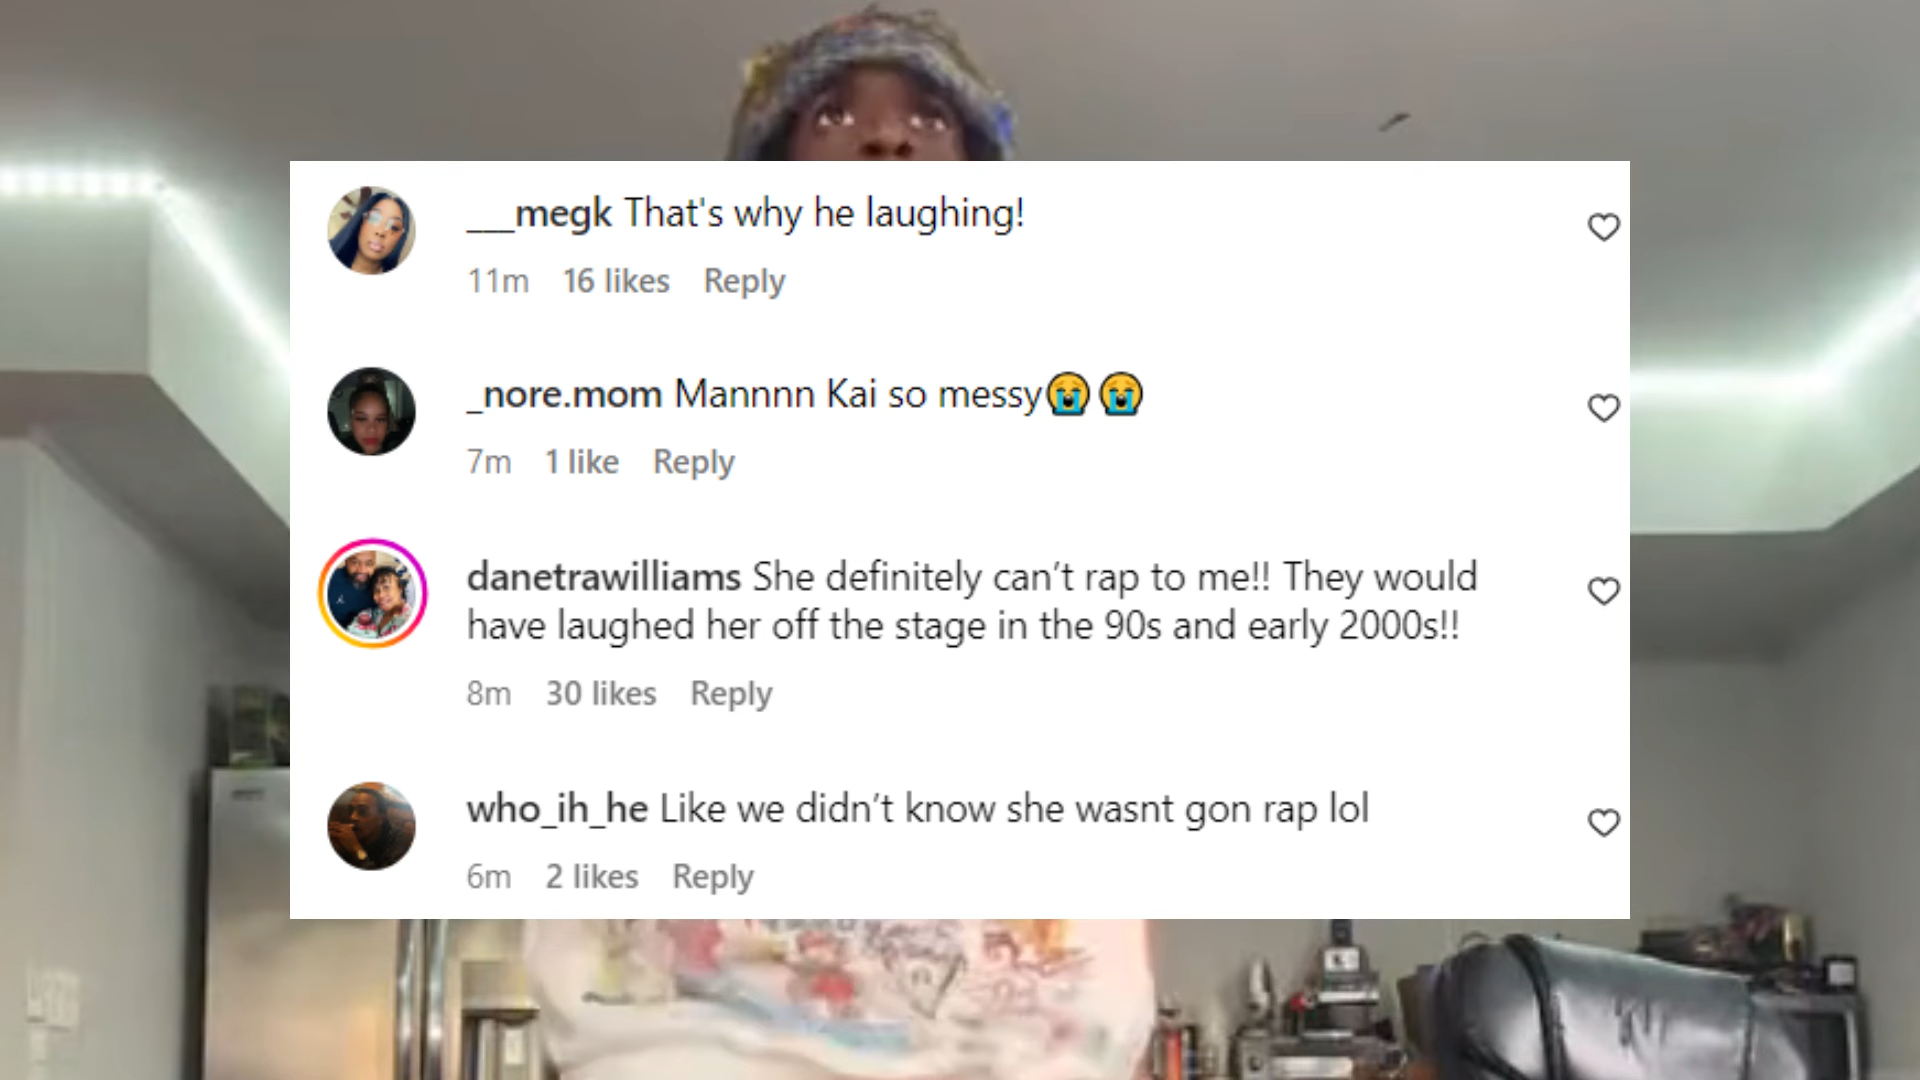 ___megk That's why he laughing!
11m 16 likes Reply
_nore.mom Mannnn Kai so messy😭😭
7m 1 like Reply
danetrawilliams She definitely can’t rap to me!! They would
have laughed her off the stage in the 90s and early 2000s!!
8m 30 likes Reply
who_ih_he Like we didn’t know she wasnt gon rap lol
6m 2 likes Reply